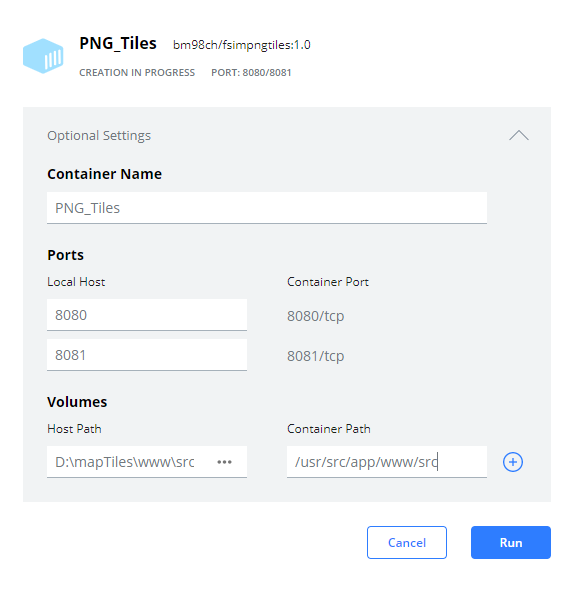 PNG_Tiles bm98ch/fsimpngtiles:1.0
CREATION IN PROGRESS PORT: 8080/8081
Optional Settings
Container Name
PNG_Tiles
Ports
Local Host Container Port
8080 8080/tcp
8081 8081/tcp
Volumes
Host Path Container Path
D:\mapTiles\www\src ••• /usr/src/app/www/src
Cancel Run